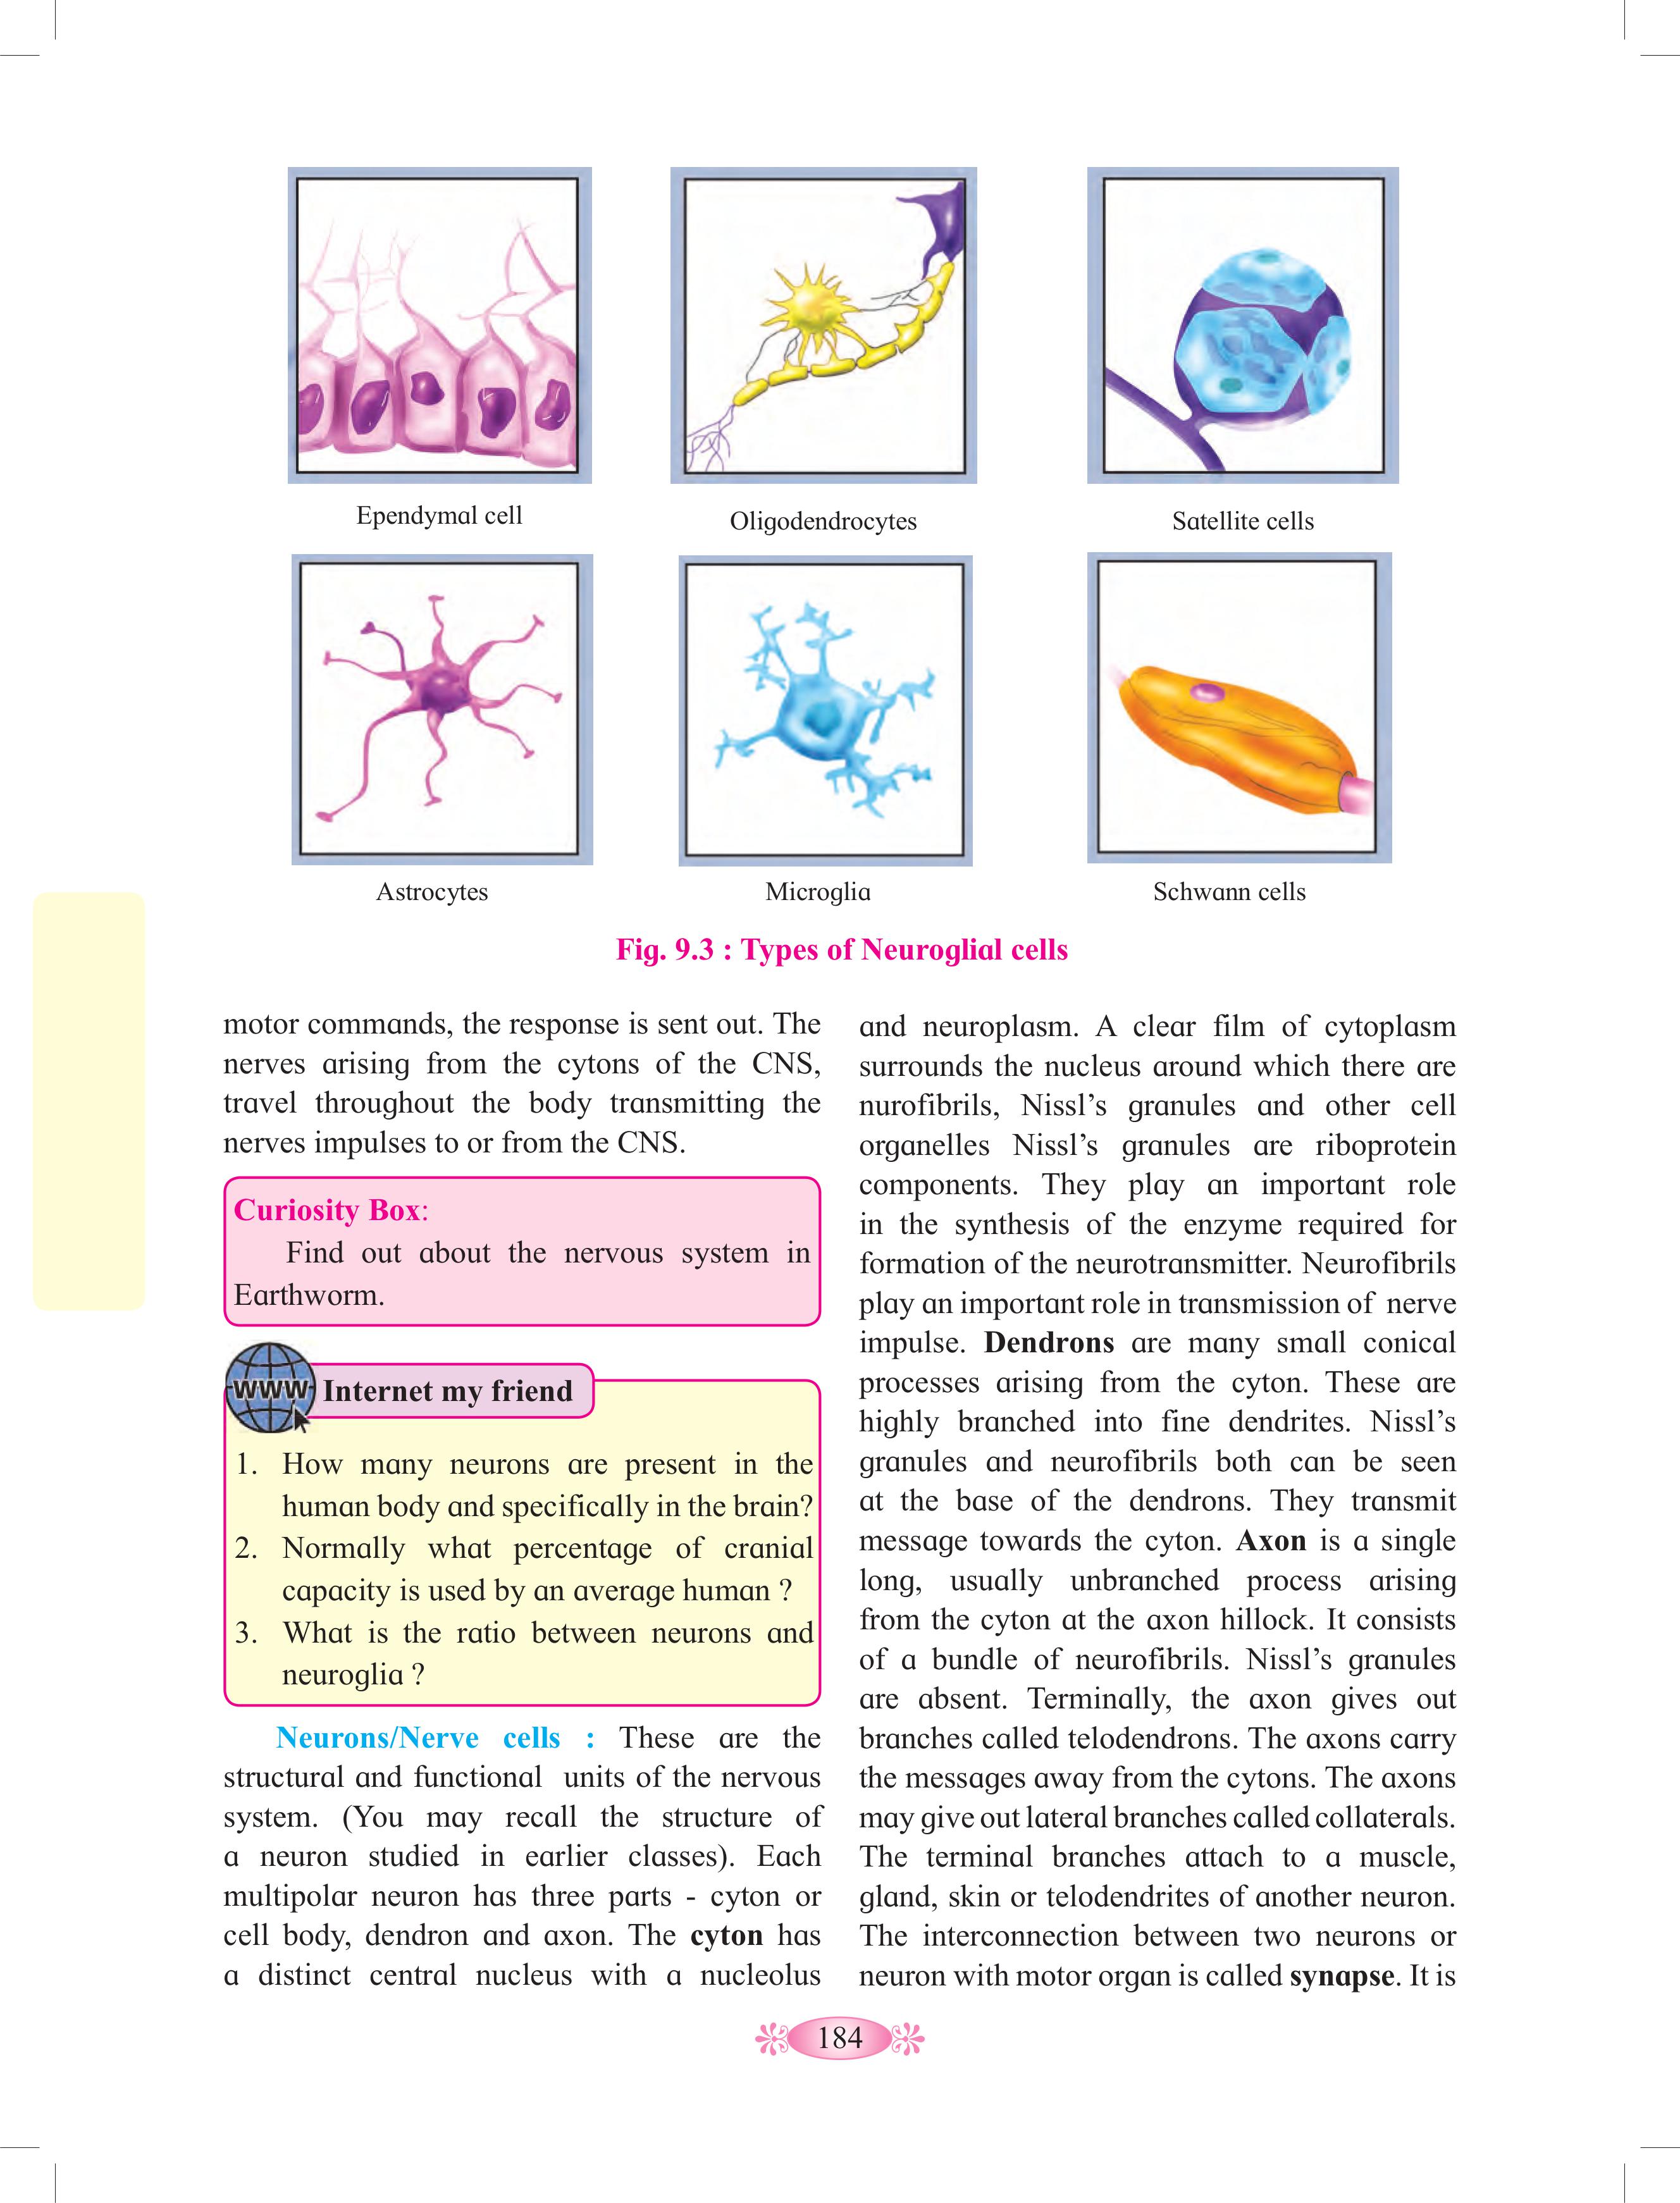 Ependymal cell
Oligodendrocytes
Satellite cells
Astrocytes
Microglia
Schwann cells
Fig. 9.3 : Types of Neuroglial cells
motor commands, the response is sent out. The
nerves arising from the cytons of the CNS,
travel throughout the body transmitting the
nerves impulses to or from the CNS.
Curiosity Box:
Find out about the nervous system in
Earthworm.
WWW Internet my friend
1. How many neurons are present in the
human body and specifically in the brain?
2. Normally what percentage of cranial
capacity is used by an average human ?
3. What is the ratio between neurons and
neuroglia ?
Neurons/Nerve cells : These are the
structural and functional units of the nervous
system. (You may recall the structure of
a neuron studied in earlier classes). Each
multipolar neuron has three parts - cyton or
cell body, dendron and axon. The cyton has
a distinct central nucleus with a nucleolus
and neuroplasm. A clear film of cytoplasm
surrounds the nucleus around which there are
nurofibrils, Nissl’s granules and other cell
organelles Nissl’s granules are riboprotein
components. They play an important role
in the synthesis of the enzyme required for
formation of the neurotransmitter. Neurofibrils
play an important role in transmission of nerve
impulse. Dendrons are many small conical
processes arising from the cyton. These are
highly branched into fine dendrites. Nissl’s
granules and neurofibrils both can be seen
at the base of the dendrons. They transmit
message towards the cyton. Axon is a single
long, usually unbranched process arising
from the cyton at the axon hillock. It consists
of a bundle of neurofibrils. Nissl’s granules
are absent. Terminally, the axon gives out
branches called telodendrons. The axons carry
the messages away from the cytons. The axons
may give out lateral branches called collaterals.
The terminal branches attach to a muscle,
gland, skin or telodendrites of another neuron.
The interconnection between two neurons or
neuron with motor organ is called synapse. It is
184